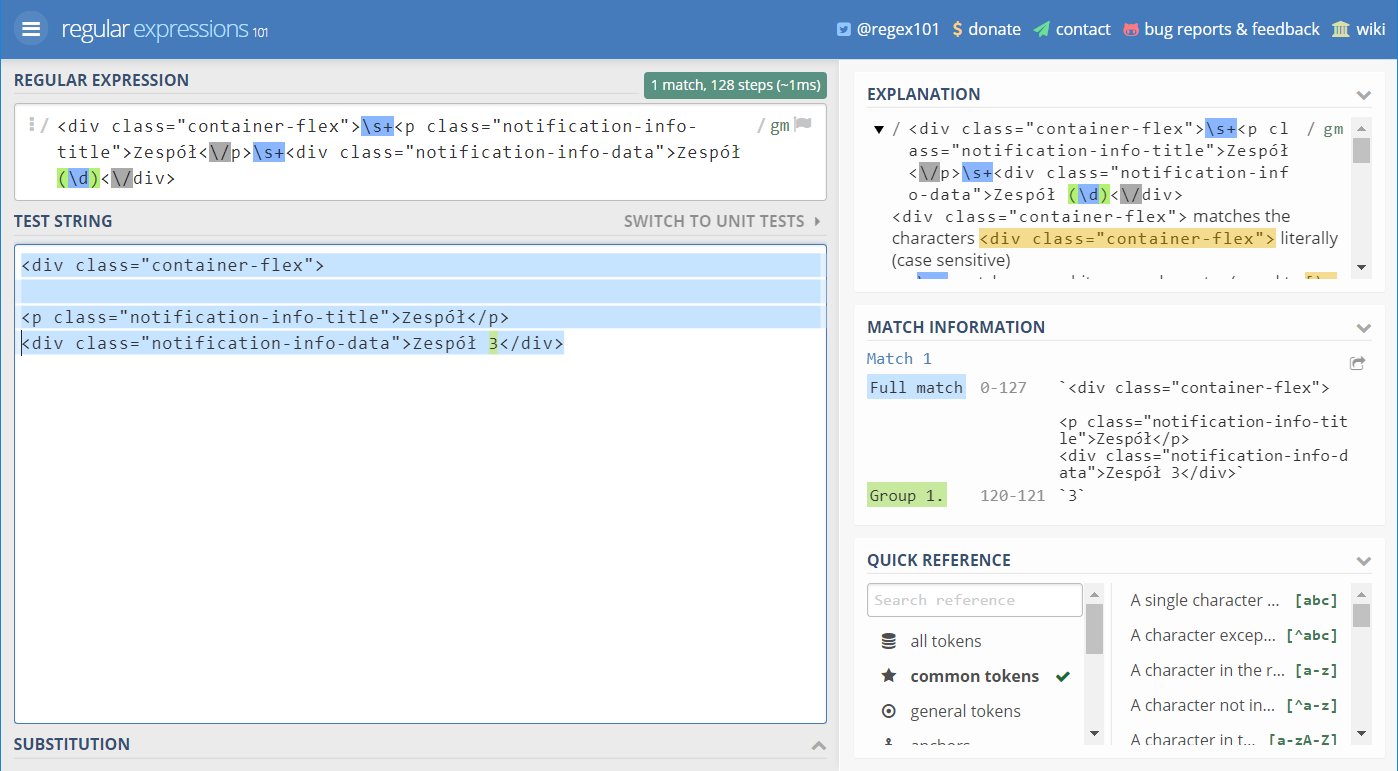 regular expressions 101
@regex101 donate contact bug reports & feedback wiki
REGULAR EXPRESSION
1 match, 128 steps (~1ms)
/ <div class="container-flex">\s+<p class="notification-info-
title">Zespół<\/p>\s+<div class="notification-info-data">Zespół
(\d)<\/div>
/ gm
TEST STRING
SWITCH TO UNIT TESTS
<div class="container-flex">
<p class="notification-info-title">Zespół</p>
<div class="notification-info-data">Zespół 3</div>
SUBSTITUTION
EXPLANATION
/ <div class="container-flex">\s+<p cl / gm
ass="notification-info-title">Zespół
<\/p>\s+<div class="notification-inf
o-data">Zespół (\d)<\/div>
<div class="container-flex"> matches the
characters <div class="container-flex"> literally
(case sensitive)
MATCH INFORMATION
Match 1
Full match 0-127 `<div class="container-flex">
<p class="notification-info-tit
le">Zespół</p>
<div class="notification-info-d
ata">Zespół 3</div>`
Group 1. 120-121 `3`
QUICK REFERENCE
Search reference
all tokens
common tokens
general tokens
anchors
A single character ... [abc]
A character excep... [^abc]
A character in the r... [a-z]
A character not in... [^a-z]
A character in t... [a-zA-Z]